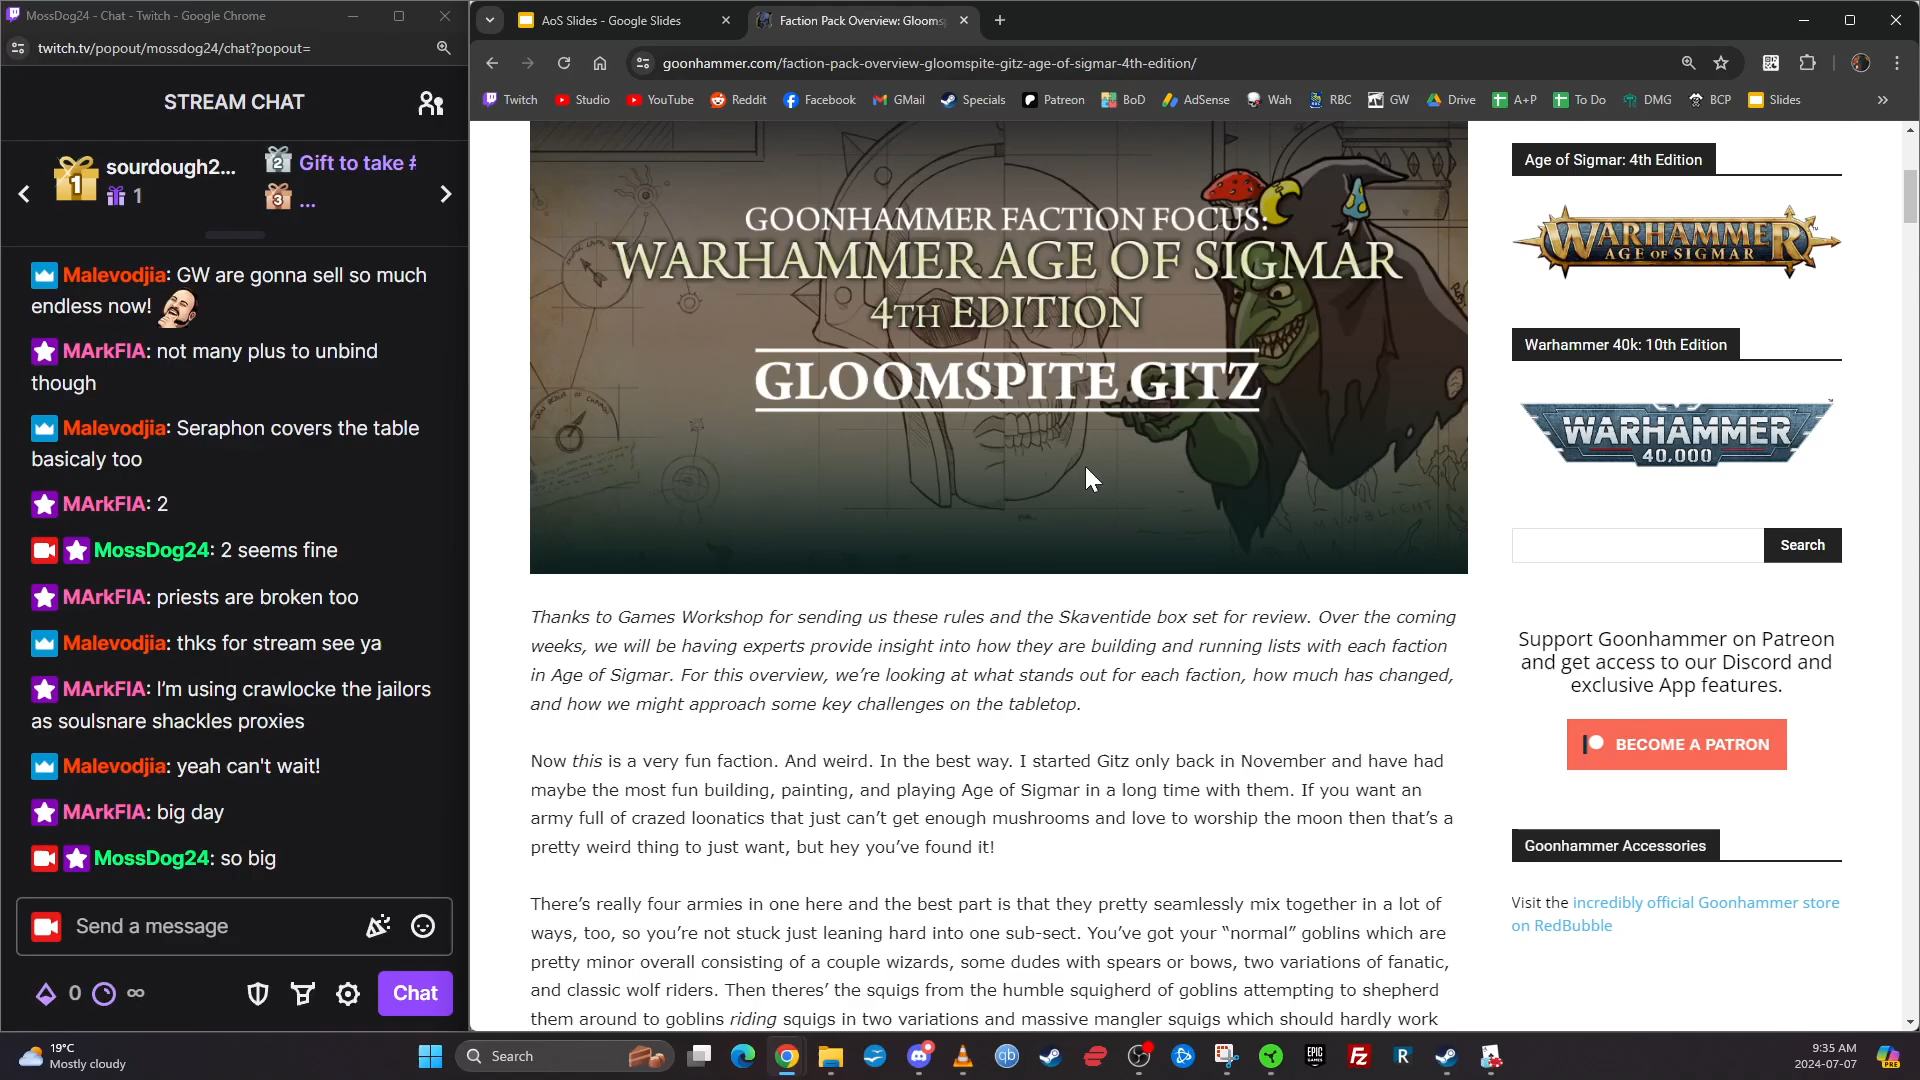 MossDog24 - Chat - Twitch - Google Chrome
twitch.tv/popout/mossdog24/chat?popout=
STREAM CHAT
1
sourdough2...
1
2
Gift to take #
3
...
Malevodjia: GW are gonna sell so much
endless now!
MArkFIA: not many plus to unbind
though
Malevodjia: Seraphon covers the table
basicaly too
MArkFIA: 2
MossDog24: 2 seems fine
MArkFIA: priests are broken too
Malevodjia: thks for stream see ya
MArkFIA: I'm using crawlocke the jailors
as soulsnare shackles proxies
Malevodjia: yeah can't wait!
MArkFIA: big day
MossDog24: so big
Send a message
0
∞
Chat
AoS Slides - Google Slides
Faction Pack Overview: Glooms
goonhammer.com/faction-pack-overview-gloomspite-gitz-age-of-sigmar-4th-edition/
Twitch
Studio
YouTube
Reddit
Facebook
GMail
Specials
Patreon
BoD
AdSense
Wah
RBC
GW
Drive
A+P
To Do
DMG
BCP
Slides
GOONHAMMER FACTION FOCUS:
WARHAMMER AGE OF SIGMAR
4TH EDITION
GLOOMSPITE GITZ
Thanks to Games Workshop for sending us these rules and the Skaventide box set for review. Over the coming
weeks, we will be having experts provide insight into how they are building and running lists with each faction
in Age of Sigmar. For this overview, we're looking at what stands out for each faction, how much has changed,
and how we might approach some key challenges on the tabletop.
Now this is a very fun faction. And weird. In the best way. I started Gitz only back in November and have had
maybe the most fun building, painting, and playing Age of Sigmar in a long time with them. If you want an
army full of crazed loonatics that just can't get enough mushrooms and love to worship the moon then that's a
pretty weird thing to just want, but hey you've found it!
There's really four armies in one here and the best part is that they pretty seamlessly mix together in a lot of
ways, too, so you're not stuck just leaning hard into one sub-sect. You've got your “normal” goblins which are
pretty minor overall consisting of a couple wizards, some dudes with spears or bows, two variations of fanatic,
and classic wolf riders. Then theres' the squigs from the humble squigherd of goblins attempting to shepherd
them around to goblins riding squigs in two variations and massive mangler squigs which should hardly work
Age of Sigmar: 4th Edition
WARHAMMER
AGE OF SIGMAR
Warhammer 40k: 10th Edition
WARHAMMER
40,000
Search
Support Goonhammer on Patreon
and get access to our Discord and
exclusive App features.
BECOME A PATRON
Goonhammer Accessories
Visit the incredibly official Goonhammer store
on RedBubble
19°C
Mostly cloudy
Search
qb
EPIC
GAMES
FZ
R
9:35 AM
2024-07-07
PRE